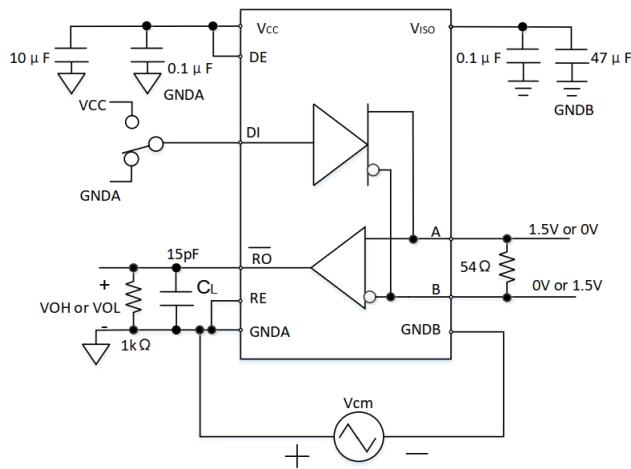 VCC
VISO
10 μF
0.1 μF
DE
0.1 μF
47 μF
GNDA
GNDB
VCC
DI
GNDA
A
1.5V or 0V
15pF
RO
54Ω
+
CL
B
0V or 1.5V
VOH or VOL
RE
-
GNDA
GNDB
1kΩ
Vcm
+
−